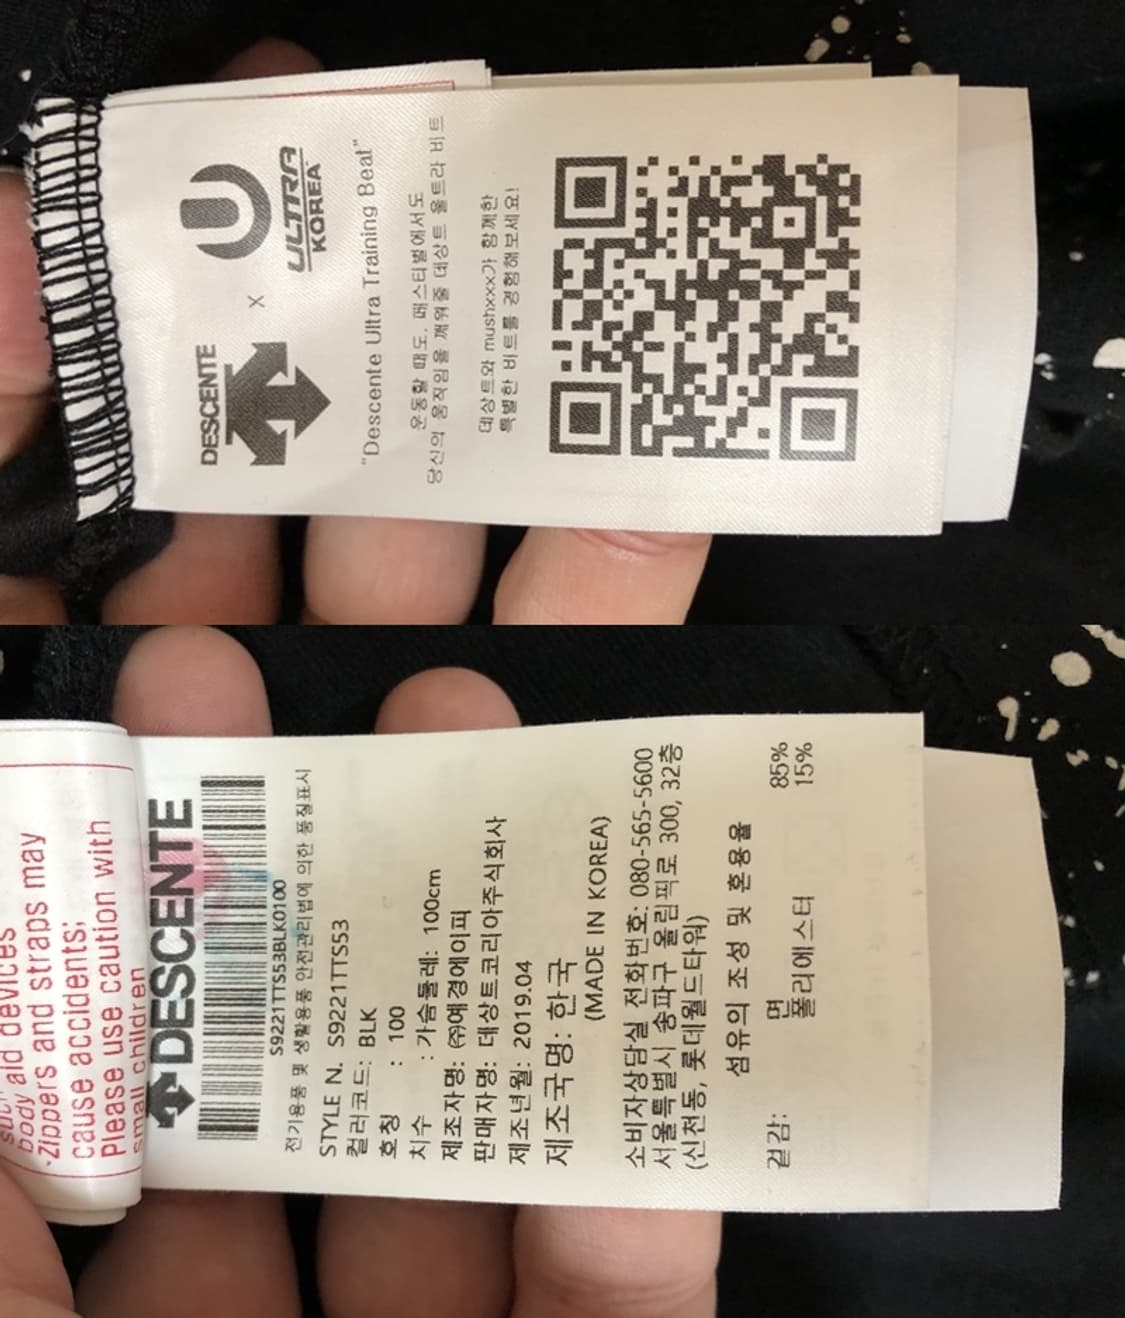 DESCENTE
X
ULTRA
KOREA
"Descente Ultra Training Beat"
운동할 때도, 페스티벌에서도
당신의 움직임을 깨워줄 데상트 울트라 비트
데상트와 mushxxx가 함께한
특별한 비트를 경험해보세요!
body aid devices
zippers and straps may
cause accidents;
Please use caution with
small children
DESCENTE
S9221TTS53BLK0100
전기용품 및 생활용품 안전관리법에 의한 품질표시
STYLE N. S9221TTS53
컬러코드: BLK
호칭 : 100
치수 : 가슴둘레: 100cm
제조자명: ㈜예경에이피
판매자명: 데상트코리아주식회사
제조년월: 2019.04
제조국명: 한국
(MADE IN KOREA)
소비자상담실 전화번호: 080-565-5600
서울특별시 송파구 올림픽로 300, 32층
(신천동, 롯데월드타워)
섬유의 조성 및 혼용율
겉감: 면 85%
폴리에스터 15%